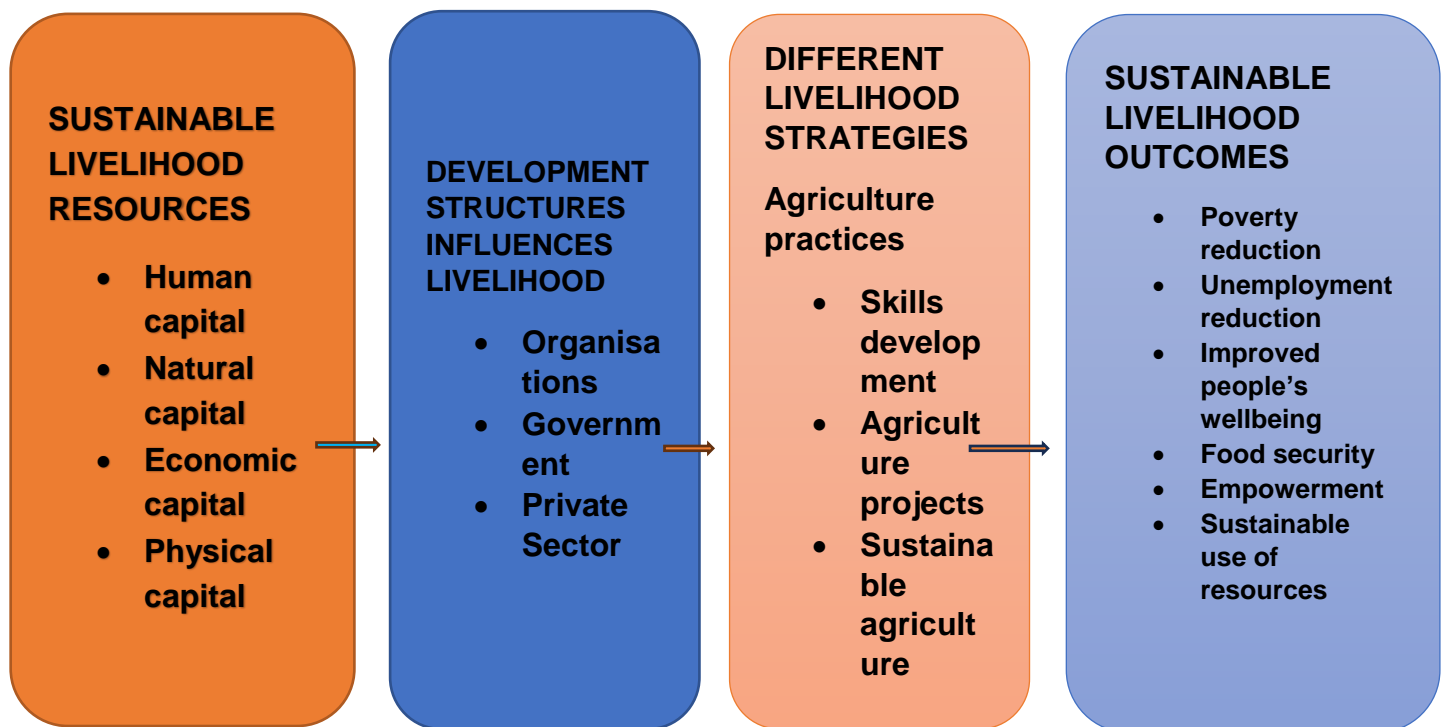 SUSTAINABLE
LIVELIHOOD
RESOURCES
• Human
capital
• Natural
capital
• Economic
capital
• Physical
capital
DEVELOPMENT
STRUCTURES
INFLUENCES
LIVELIHOOD
• Organisa
tions
• Governm
ent
• Private
Sector
DIFFERENT
LIVELIHOOD
STRATEGIES
Agriculture
practices
• Skills
develop
ment
• Agricult
ure
projects
• Sustaina
ble
agricult
ure
SUSTAINABLE
LIVELIHOOD
OUTCOMES
• Poverty
reduction
• Unemployment
reduction
• Improved
people’s
wellbeing
• Food security
• Empowerment
• Sustainable
use of
resources